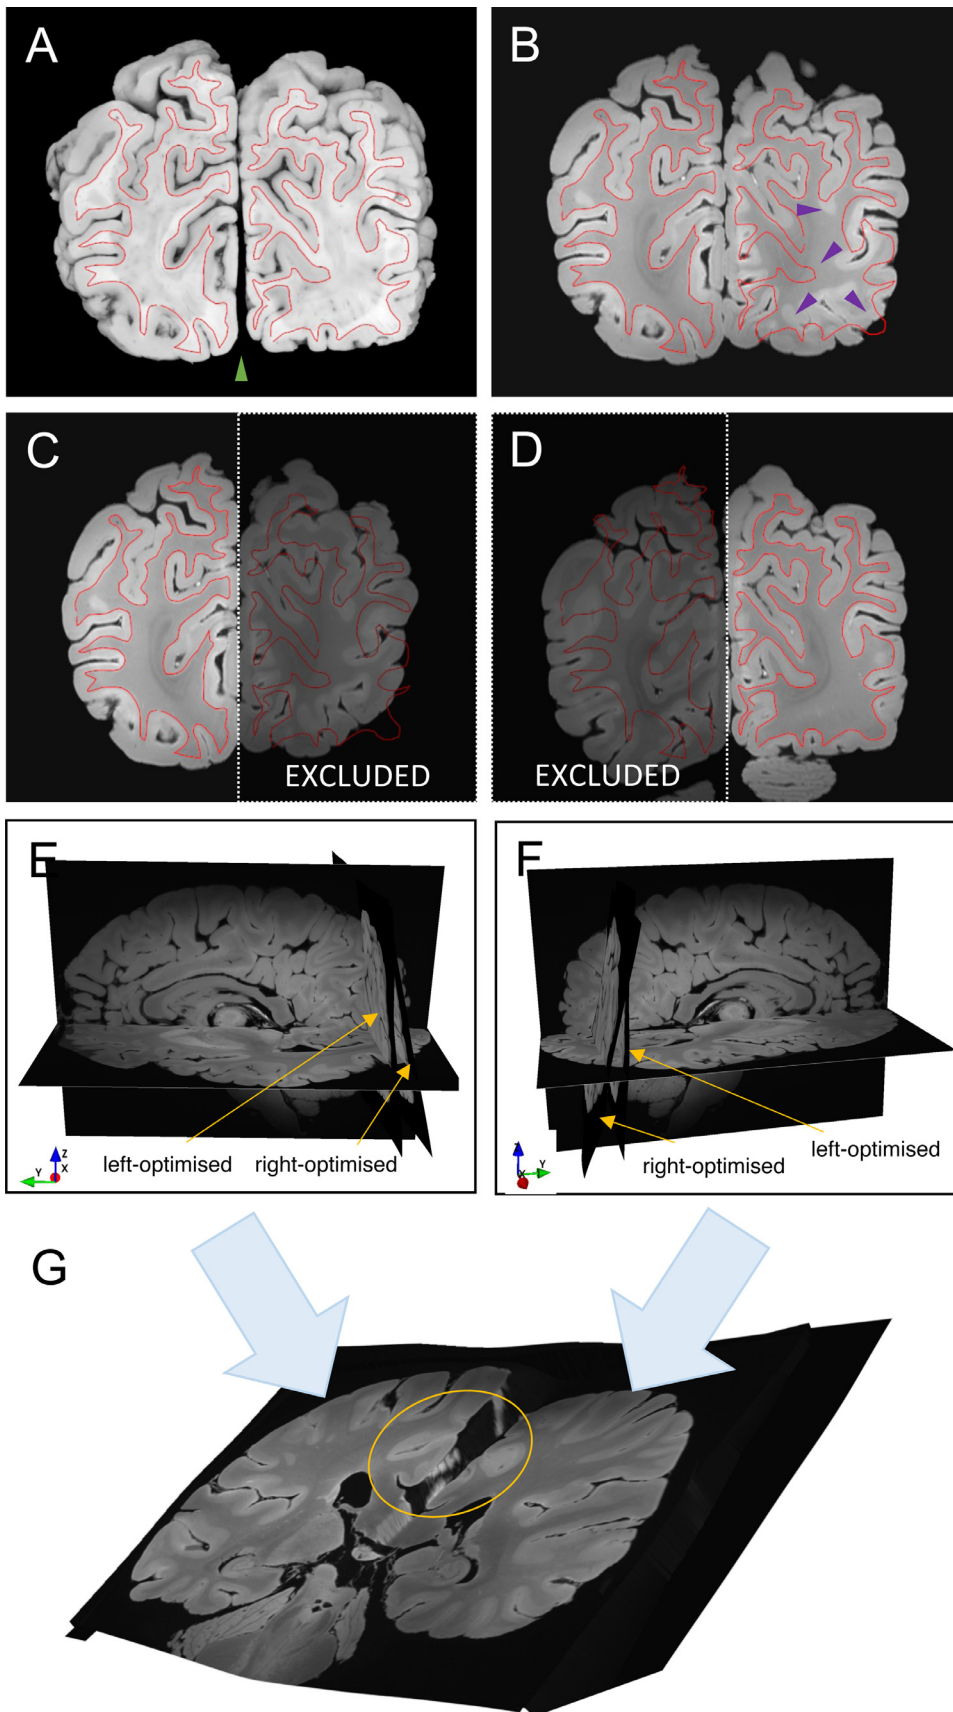 A
B
C
D
EXCLUDED
EXCLUDED
E
F
left-optimised
right-optimised
left-optimised
right-optimised
Z
X
Y
Z
X
Y
G